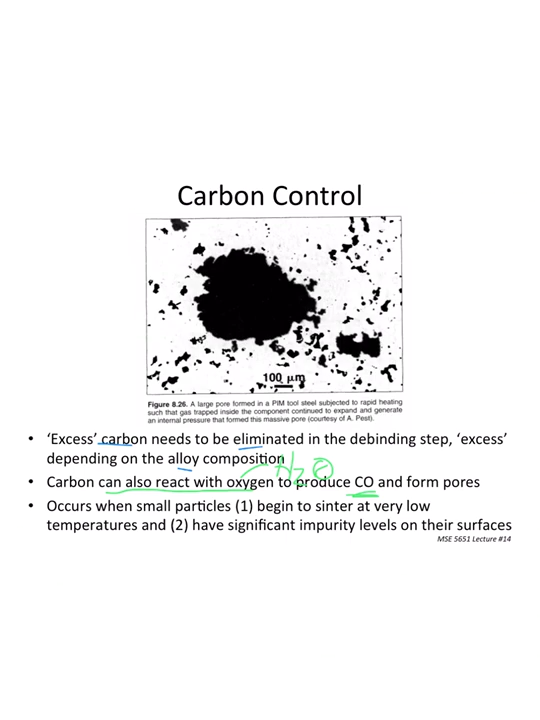 Carbon Control
100 μm
Figure 8.26. A large pore formed in a PIM tool steel subjected to rapid heating
such that gas trapped inside the component continued to expand and generate
an internal pressure that formed this massive pore (courtesy of A. Pest).
• ‘Excess’ carbon needs to be eliminated in the debinding step, ‘excess’
depending on the alloy composition
H2O
• Carbon can also react with oxygen to produce CO and form pores
• Occurs when small particles (1) begin to sinter at very low
temperatures and (2) have significant impurity levels on their surfaces
MSE 5651 Lecture #14